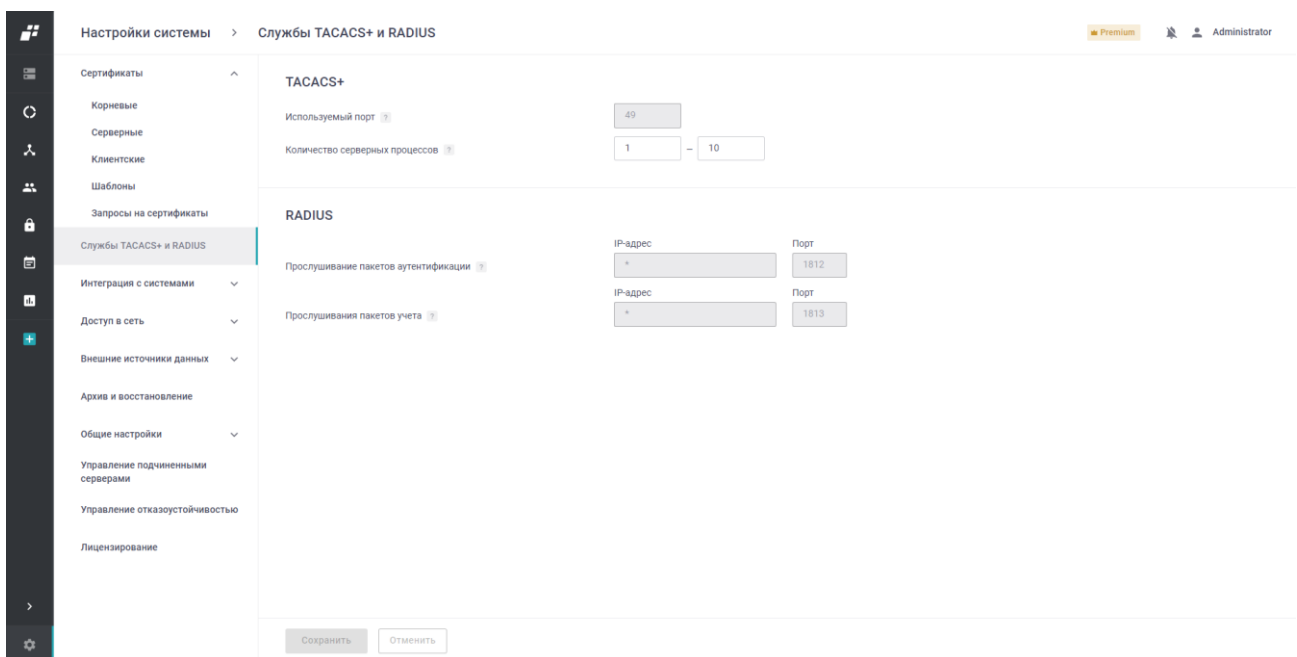 Настройки системы > Службы TACACS+ и RADIUS
Premium
Administrator
Сертификаты
Корневые
Серверные
Клиентские
Шаблоны
Запросы на сертификаты
Службы TACACS+ и RADIUS
Интеграция с системами
Доступ в сеть
Внешние источники данных
Архив и восстановление
Общие настройки
Управление подчиненными
серверами
Управление отказоустойчивостью
Лицензирование
TACACS+
Используемый порт ? 49
Количество серверных процессов ? 1 – 10
RADIUS
IP-адрес Порт
Прослушивание пакетов аутентификации ? * 1812
IP-адрес Порт
Прослушивания пакетов учета ? * 1813
Сохранить Отменить